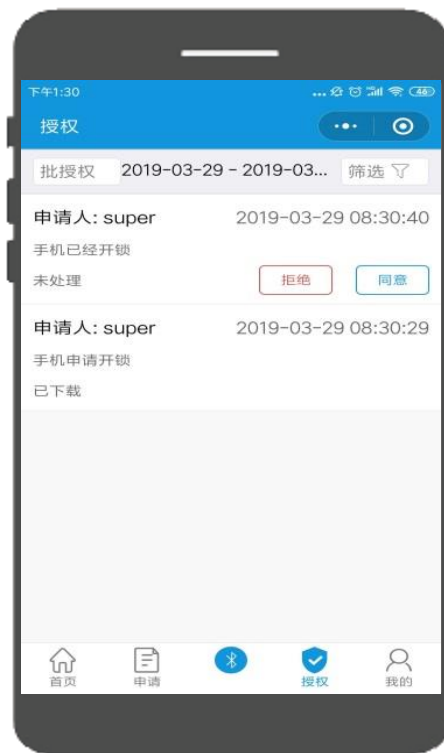 下午1:30 ... 46
授权
批授权 2019-03-29 - 2019-03... 筛选
申请人: super 2019-03-29 08:30:40
手机已经开锁
未处理 拒绝 同意
申请人: super 2019-03-29 08:30:29
手机申请开锁
已下载
首页 申请 授权 我的